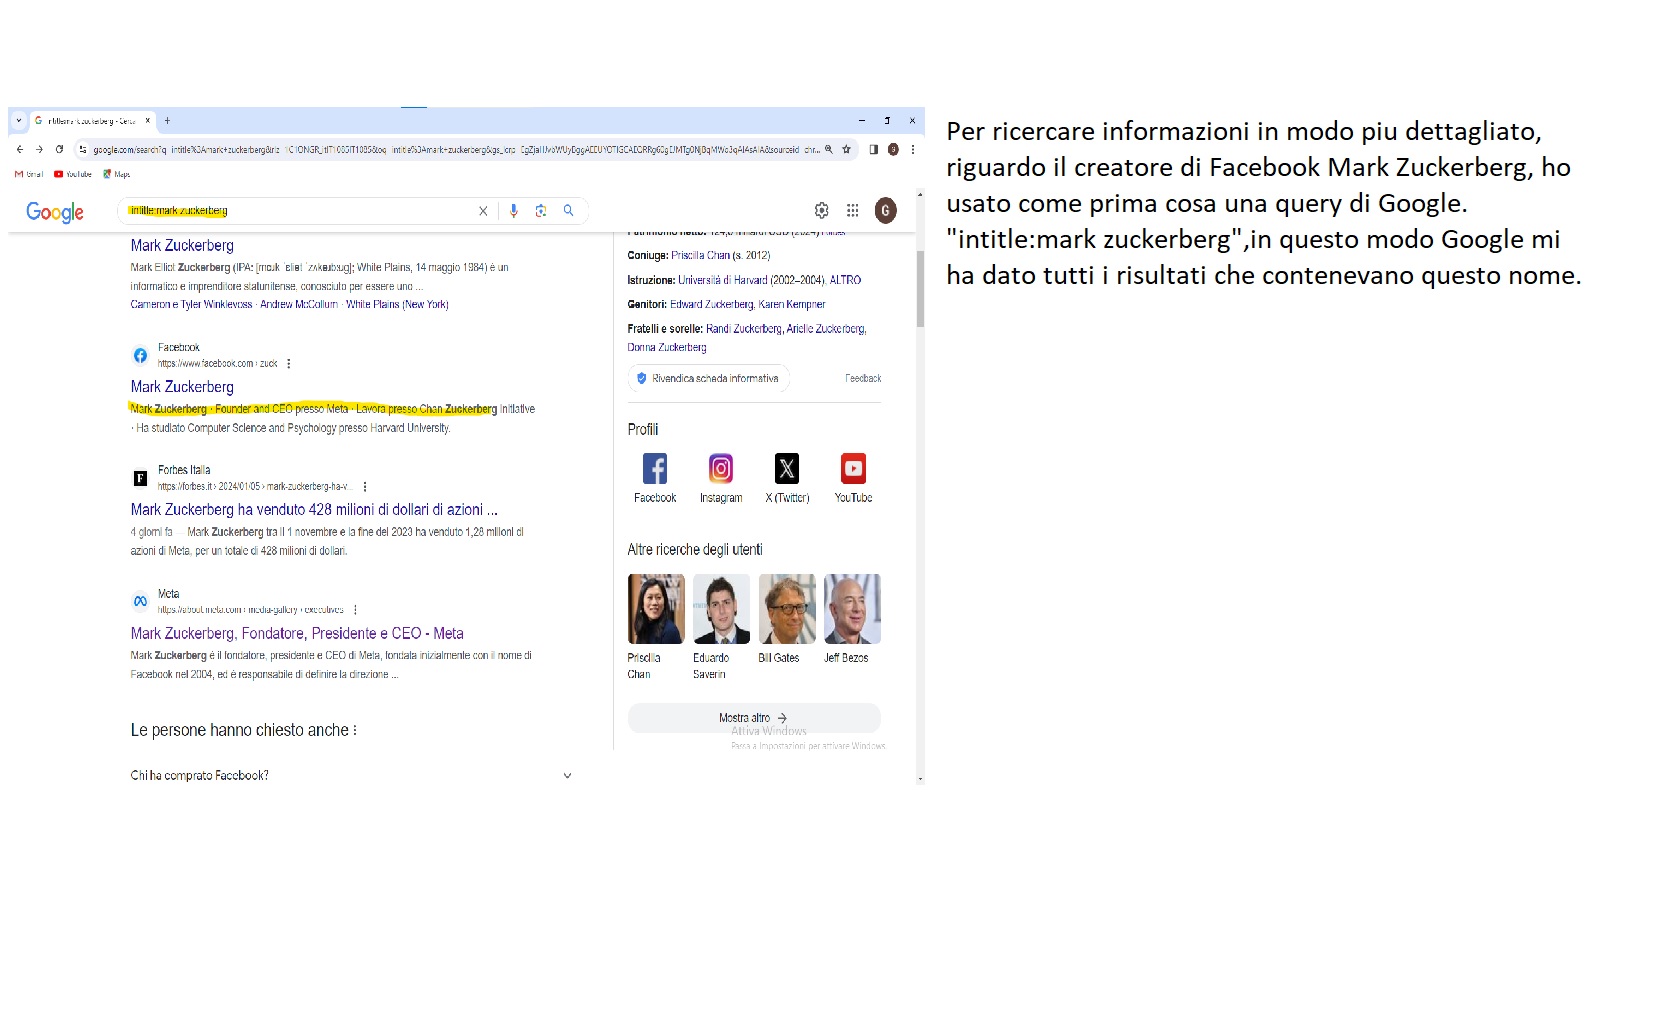 intitle:mark zuckerberg - Cerca
Gmail YouTube Maps
Google
intitle:mark zuckerberg
G
Mark Zuckerberg
Mark Elliot Zuckerberg (IPA: ; White Plains, 14 maggio 1984) è un
informatico e imprenditore statunitense, conosciuto per essere uno ...
Cameron e Tyler Winklevoss · Andrew McCollum · White Plains (New York)
Facebook
https://www.facebook.com › zuck
Mark Zuckerberg
Mark Zuckerberg · Founder and CEO presso Meta · Lavora presso Chan Zuckerberg Initiative
· Ha studiato Computer Science and Psychology presso Harvard University.
Forbes Italia
https://forbes.it › 2024/01/05 › mark-zuckerberg-ha-v...
Mark Zuckerberg ha venduto 428 milioni di dollari di azioni ...
4 giorni fa — Mark Zuckerberg tra il 1 novembre e la fine del 2023 ha venduto 1,28 milioni di
azioni di Meta, per un totale di 428 milioni di dollari.
Meta
https://about.meta.com › media-gallery › executives
Mark Zuckerberg, Fondatore, Presidente e CEO - Meta
Mark Zuckerberg è il fondatore, presidente e CEO di Meta, fondata inizialmente con il nome di
Facebook nel 2004, ed è responsabile di definire la direzione ...
Le persone hanno chiesto anche
Chi ha comprato Facebook?
Coniuge: Priscilla Chan (s. 2012)
Istruzione: Università di Harvard (2002–2004), ALTRO
Genitori: Edward Zuckerberg, Karen Kempner
Fratelli e sorelle: Randi Zuckerberg, Arielle Zuckerberg,
Donna Zuckerberg
Rivendica scheda informativa
Feedback
Profili
Facebook Instagram X (Twitter) YouTube
Altre ricerche degli utenti
Priscilla Eduardo Bill Gates Jeff Bezos
Chan Saverin
Mostra altro
Attiva Windows
Passa a Impostazioni per attivare Windows.
Per ricercare informazioni in modo piu dettagliato,
riguardo il creatore di Facebook Mark Zuckerberg, ho
usato come prima cosa una query di Google.
"intitle:mark zuckerberg",in questo modo Google mi
ha dato tutti i risultati che contenevano questo nome.